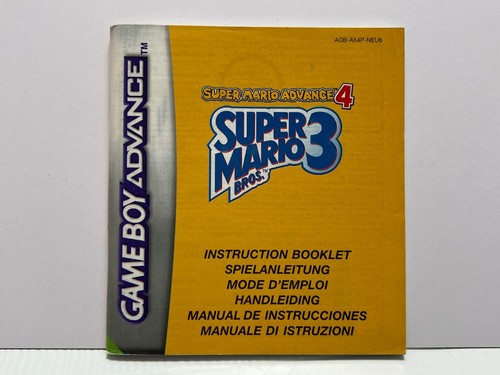 AGB-AX4P-NEU6
GAME BOY ADVANCE™
SUPER MARIO ADVANCE 4
SUPER
MARIO 3
BROS.™
INSTRUCTION BOOKLET
SPIELANLEITUNG
MODE D'EMPLOI
HANDLEIDING
MANUAL DE INSTRUCCIONES
MANUALE DI ISTRUZIONI